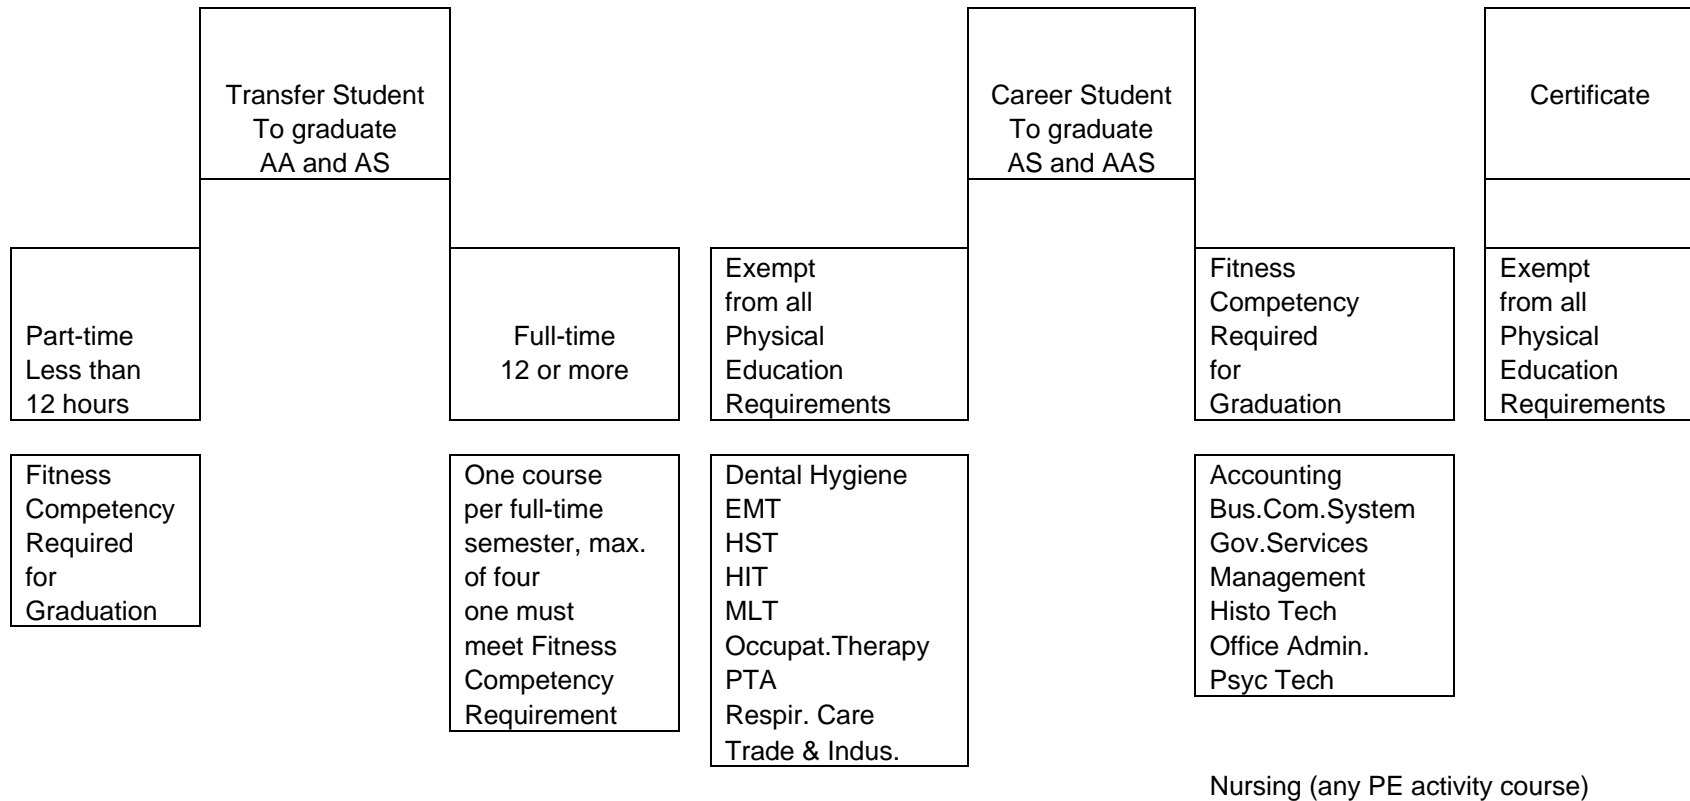 Transfer Student
To graduate
AA and AS
Career Student
To graduate
AS and AAS
Certificate
Part-time
Less than
12 hours
Full-time
12 or more
Exempt
from all
Physical
Education
Requirements
Fitness
Competency
Required
for
Graduation
Exempt
from all
Physical
Education
Requirements
Fitness
Competency
Required
for
Graduation
One course
per full-time
semester, max.
of four
one must
meet Fitness
Competency
Requirement
Dental Hygiene
EMT
HST
HIT
MLT
Occupat.Therapy
PTA
Respir. Care
Trade & Indus.
Accounting
Bus.Com.System
Gov.Services
Management
Histo Tech
Office Admin.
Psyc Tech
Nursing (any PE activity course)